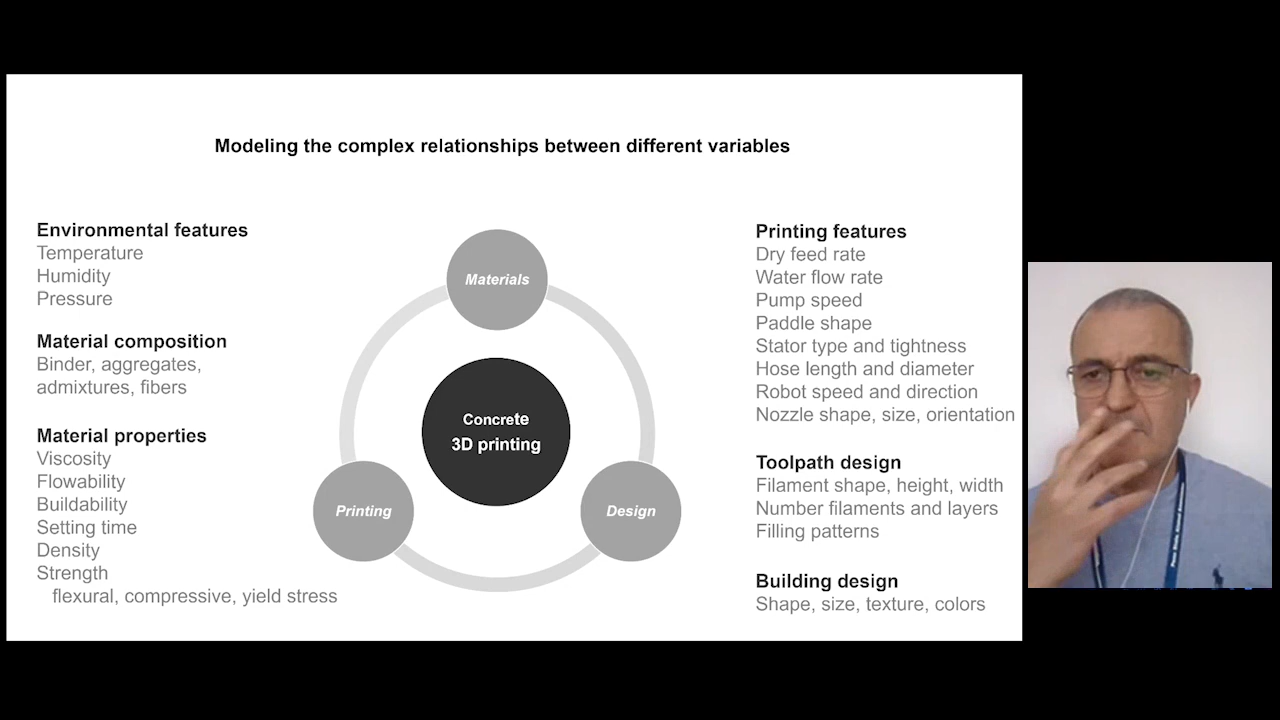 Modeling the complex relationships between different variables
Environmental features
Temperature
Humidity
Pressure
Material composition
Binder, aggregates,
admixtures, fibers
Material properties
Viscosity
Flowability
Buildability
Setting time
Density
Strength
flexural, compressive, yield stress
Materials
Concrete
3D printing
Printing
Design
Printing features
Dry feed rate
Water flow rate
Pump speed
Paddle shape
Stator type and tightness
Hose length and diameter
Robot speed and direction
Nozzle shape, size, orientation
Toolpath design
Filament shape, height, width
Number filaments and layers
Filling patterns
Building design
Shape, size, texture, colors